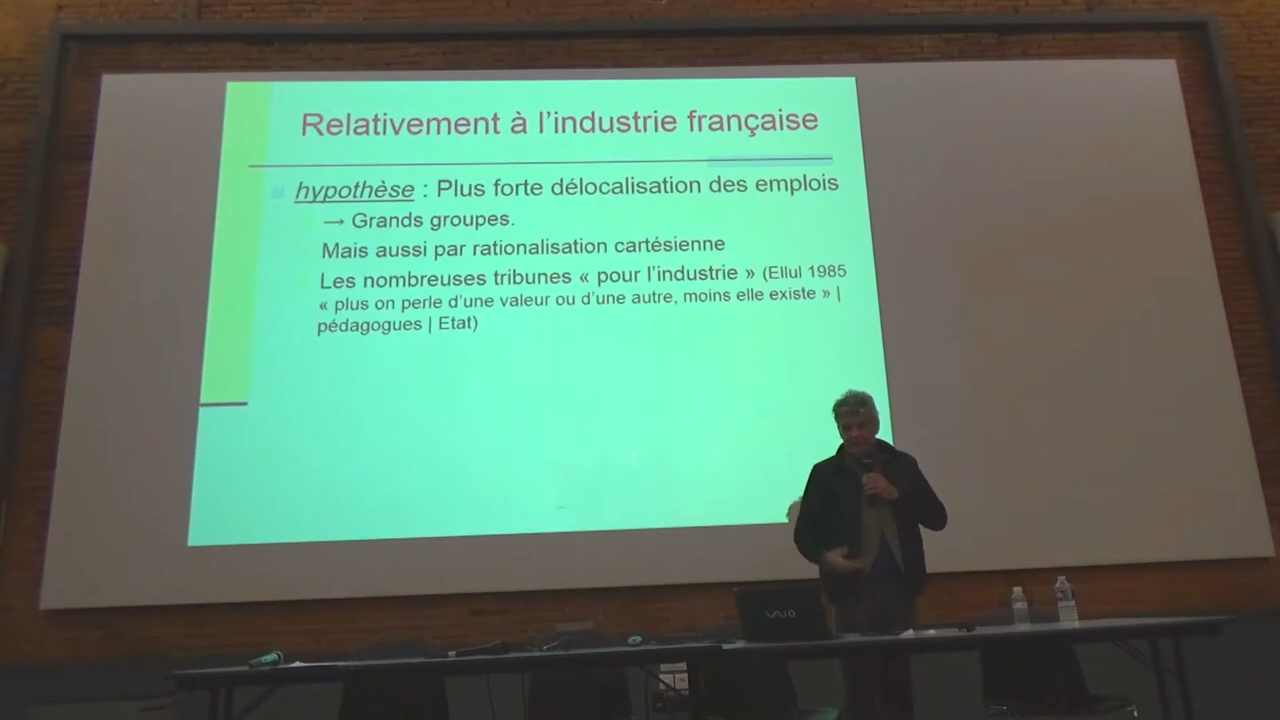 Relativement à l'industrie française
hypothèse : Plus forte délocalisation des emplois
→ Grands groupes.
Mais aussi par rationalisation cartésienne
Les nombreuses tribunes « pour l'industrie » (Ellul 1985
« plus on perle d'une valeur ou d'une autre, moins elle existe » |
pédagogues | Etat)
VAIO